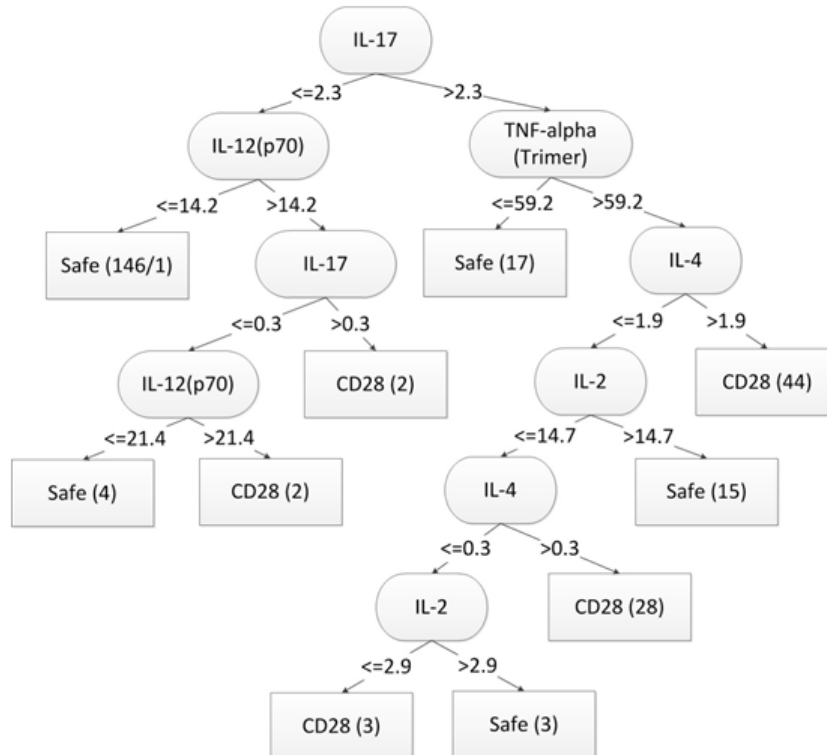 IL-17
<=2.3
>2.3
IL-12(p70)
TNF-alpha
(Trimer)
<=14.2
>14.2
<=59.2
>59.2
Safe (146/1)
IL-17
Safe (17)
IL-4
<=0.3
>0.3
<=1.9
>1.9
IL-12(p70)
CD28 (2)
IL-2
CD28 (44)
<=21.4
>21.4
<=14.7
>14.7
Safe (4)
CD28 (2)
IL-4
Safe (15)
<=0.3
>0.3
IL-2
CD28 (28)
<=2.9
>2.9
CD28 (3)
Safe (3)